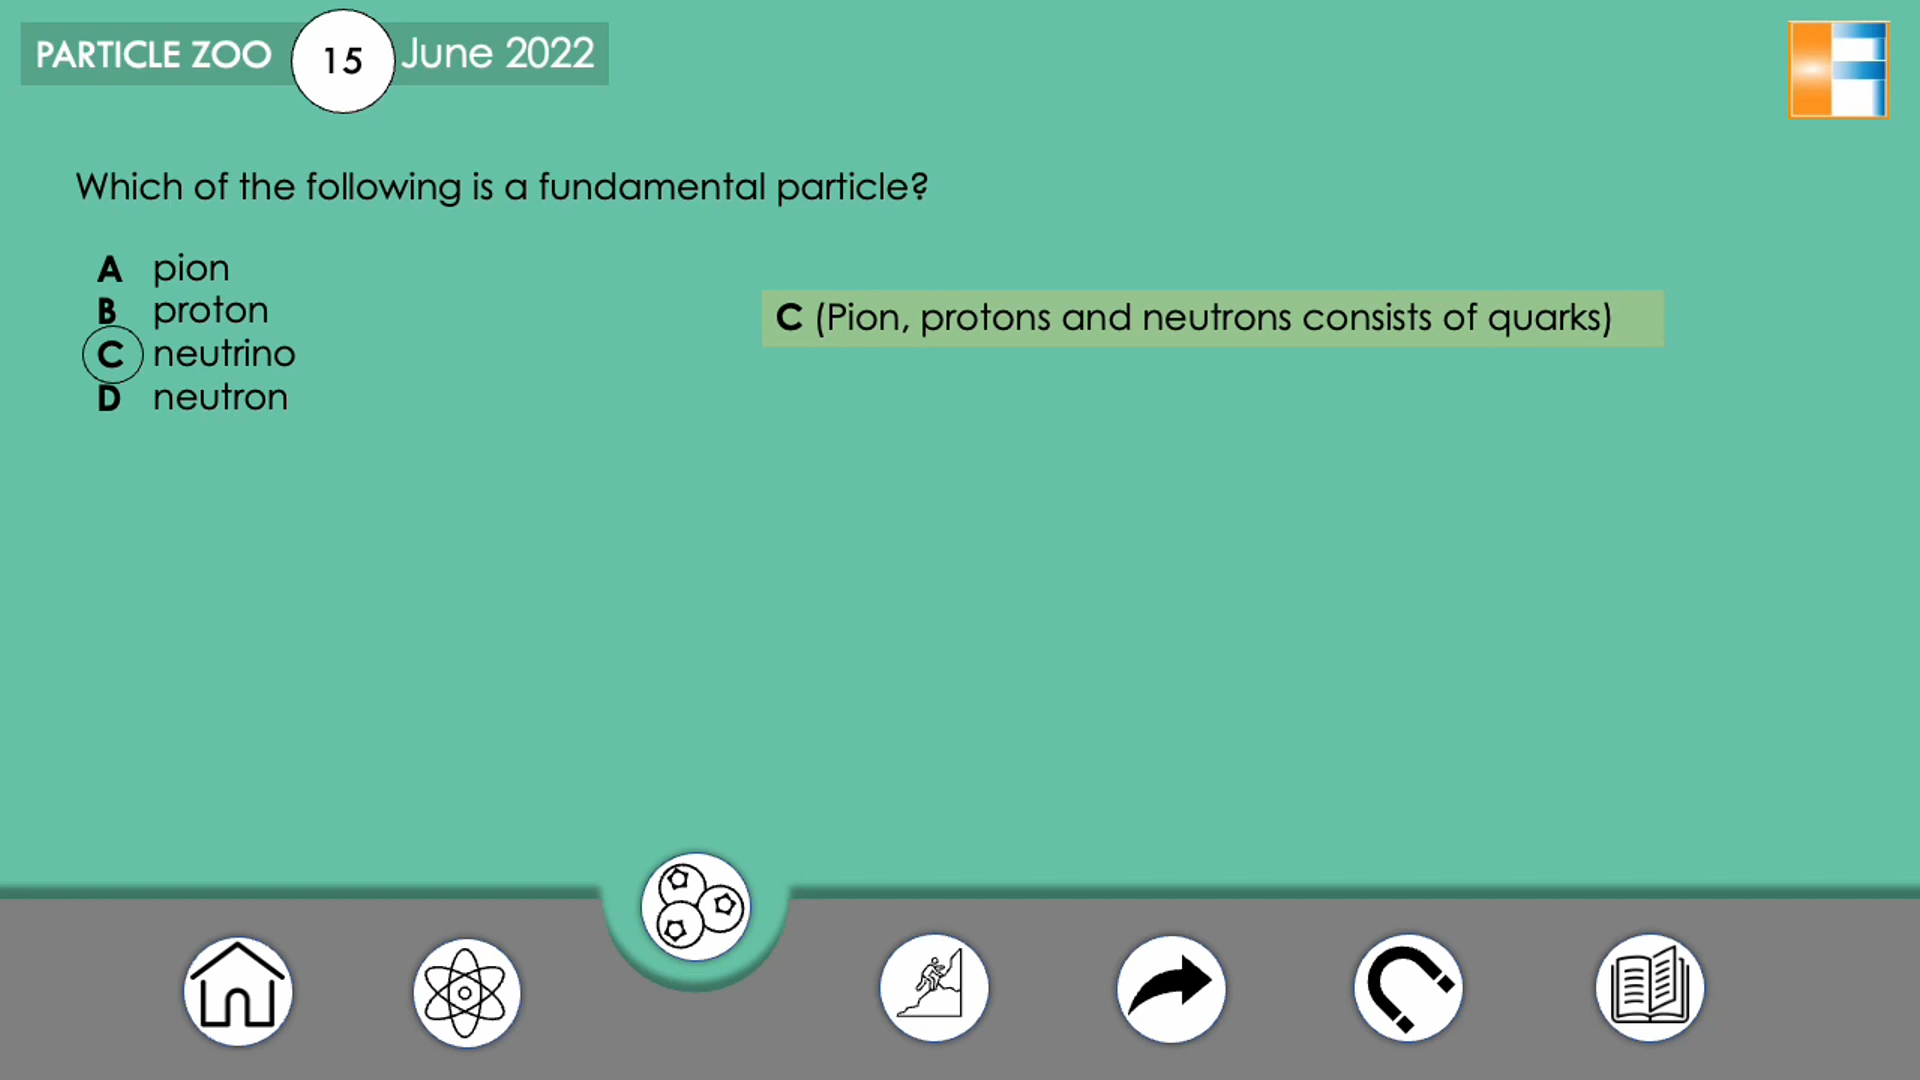 PARTICLE ZOO 15 June 2022
Which of the following is a fundamental particle?
A pion
B proton
C neutrino
D neutron
C (Pion, protons and neutrons consists of quarks)